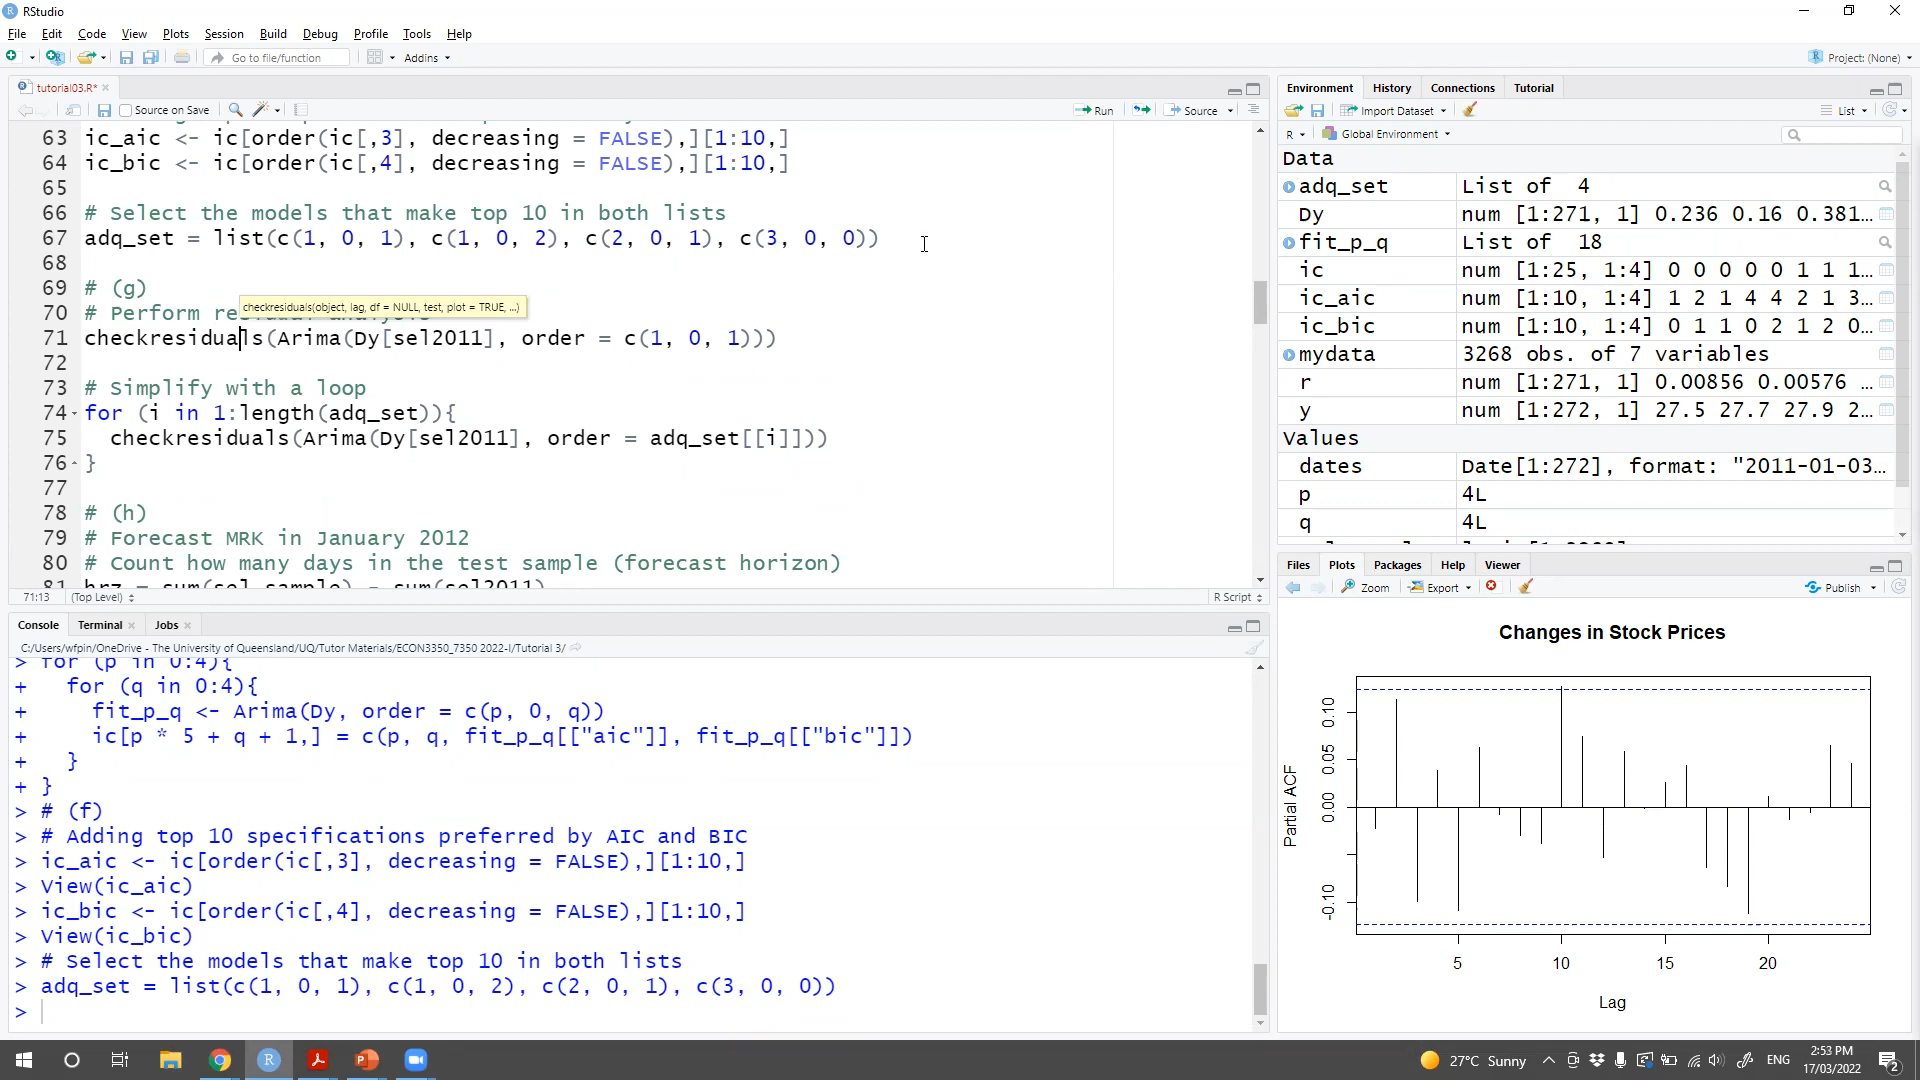 RStudio
File Edit Code View Plots Session Build Debug Profile Tools Help
Go to file/function Addins Project: (None)
tutorial03.R*
Source on Save Run Source
63 ic_aic <- ic[order(ic[,3], decreasing = FALSE),][1:10,]
64 ic_bic <- ic[order(ic[,4], decreasing = FALSE),][1:10,]
65
66 # Select the models that make top 10 in both lists
67 adq_set = list(c(1, 0, 1), c(1, 0, 2), c(2, 0, 1), c(3, 0, 0))
68
69 # (g)
checkresiduals(object, lag, df = NULL, test, plot = TRUE, ...)
70 # Perform
71 checkresiduals(Arima(Dy[sel2011], order = c(1, 0, 1)))
72
73 # Simplify with a loop
74 for (i in 1:length(adq_set)){
75 checkresiduals(Arima(Dy[sel2011], order = adq_set[[i]]))
76 }
77
78 # (h)
79 # Forecast MRK in January 2012
80 # Count how many days in the test sample (forecast horizon)
81 hrz = sum(sel_sample) - sum(sel2011)
71:13 (Top Level) R Script
Console Terminal Jobs
C:/Users/wfpin/OneDrive - The University of Queensland/UQ/Tutor Materials/ECON3350_7350 2022-I/Tutorial 3/
> for (p in 0:4){
+ for (q in 0:4){
+ fit_p_q <- Arima(Dy, order = c(p, 0, q))
+ ic[p * 5 + q + 1,] = c(p, q, fit_p_q[["aic"]], fit_p_q[["bic"]])
+ }
+ }
> # (f)
> # Adding top 10 specifications preferred by AIC and BIC
> ic_aic <- ic[order(ic[,3], decreasing = FALSE),][1:10,]
> View(ic_aic)
> ic_bic <- ic[order(ic[,4], decreasing = FALSE),][1:10,]
> View(ic_bic)
> # Select the models that make top 10 in both lists
> adq_set = list(c(1, 0, 1), c(1, 0, 2), c(2, 0, 1), c(3, 0, 0))
>
Environment History Connections Tutorial
Import Dataset List
R Global Environment
Data
adq_set List of 4
Dy num [1:271, 1] 0.236 0.16 0.381...
fit_p_q List of 18
ic num [1:25, 1:4] 0 0 0 0 0 1 1 1...
ic_aic num [1:10, 1:4] 1 2 1 4 4 2 1 3...
ic_bic num [1:10, 1:4] 0 1 1 0 2 1 2 0...
mydata 3268 obs. of 7 variables
r num [1:271, 1] 0.00856 0.00576 ...
y num [1:272, 1] 27.5 27.7 27.9 2...
Values
dates Date[1:272], format: "2011-01-03...
p 4L
q 4L
Files Plots Packages Help Viewer
Zoom Export Publish
Changes in Stock Prices
Partial ACF
0.10
0.05
0.00
-0.10
5 10 15 20
Lag
27°C Sunny ENG
2:53 PM
17/03/2022
2